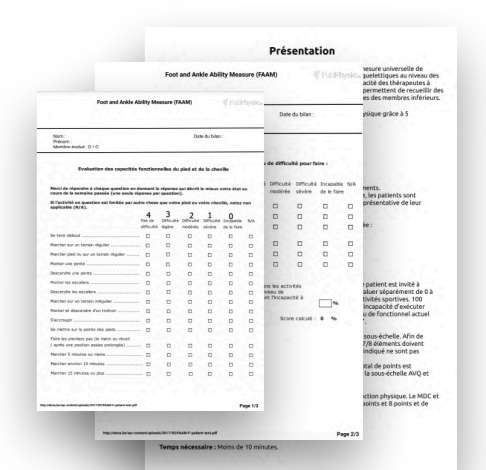 Présentation
mesure universelle de
quelettiques au niveau des
acité des thérapeutes à
permettent de recueillir des
es des membres inférieurs.
ysique grâce à 5
ments.
, les patients sont
présentative de leur
patient est invité à
aluer séparément de 0 à
tivités sportives. 100
d'exécuter
u de fonctionnel actuel
sous-échelle. Afin de
7/8 éléments doivent
indiqué ne sont pas
otal de points est
la sous-échelle AVQ et
ction physique. Le MDC et
points et 8 points et de
Temps nécessaire : Moins de 10 minutes.
Foot and Ankle Ability Measure (FAAM)
FullPhysio
Date du bilan :
de difficulté pour faire :
Difficulté Difficulté Incapable N/A
modérée sévère de le faire
ns les activités
iveau de
nt l'incapacité à
%
Score calculé : 0 %
Page 2/3
Foot and Ankle Ability Measure (FAAM)
FullPhysio
Nom :
Date du bilan :
Prénom :
Membre évalué : G / D
Evaluation des capacités fonctionnelles du pied et de la cheville
Merci de répondre à chaque question en donnant la réponse qui décrit le mieux votre état au
cours de la semaine passée (une seule réponse par question).
Si l'activité en question est limitée par autre chose que votre pied ou votre cheville, notez non
applicable (N/A).
4 3 2 1 0
Pas de Difficulté Difficulté Difficulté Incapable N/A
difficulté légère modérée sévère de le faire
Se tenir debout
Marcher sur un terrain régulier
Marcher pied nu sur un terrain régulier
Monter une pente
Descendre une pente
Monter les escaliers
Descendre les escaliers
Marcher sur un terrain irrégulier
Monter et descendre d'un trottoir
S'accroupir
Se mettre sur la pointe des pieds
Faire les premiers pas (le matin au réveil
/ après une position assise prolongée)
Marcher 5 minutes ou moins
Marcher environ 10 minutes
Marcher 15 minutes ou plus
Page 1/3